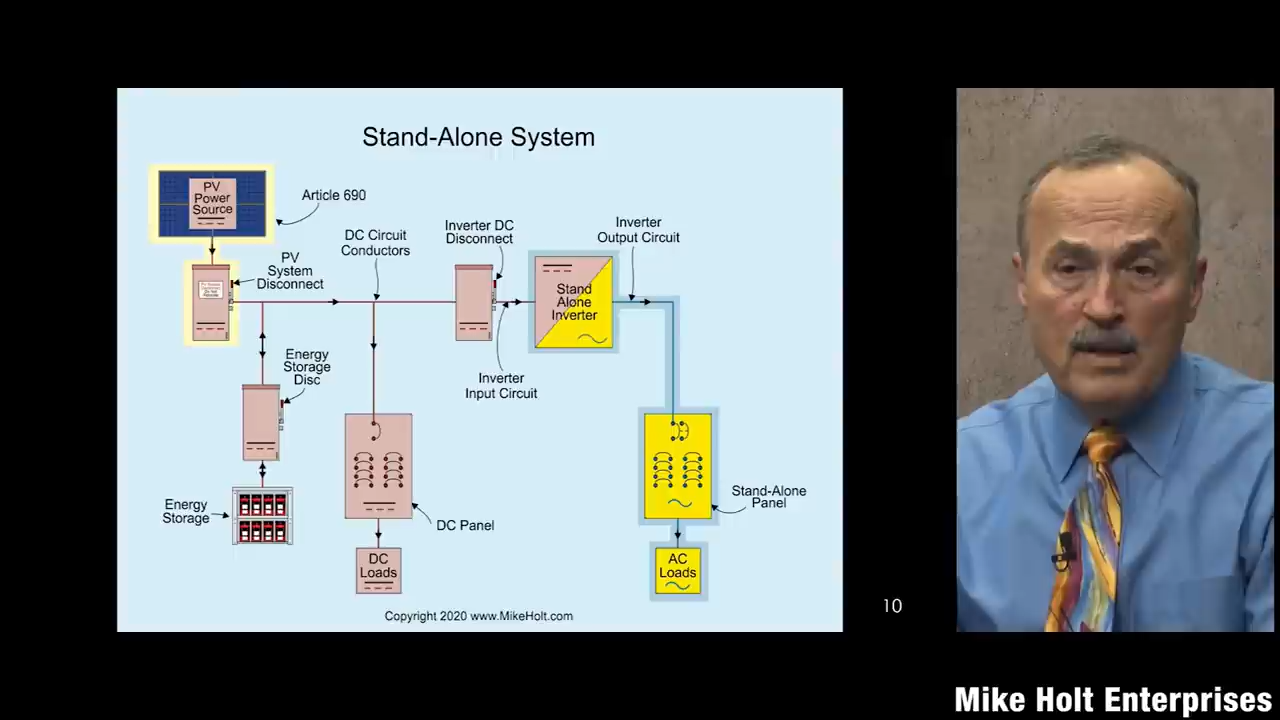 Stand-Alone System
PV
Power
Source
Article 690
PV
System
Disconnect
DC Circuit
Conductors
Inverter DC
Disconnect
Inverter
Output Circuit
Stand
Alone
Inverter
Inverter
Input Circuit
Energy
Storage
Disc
Energy
Storage
DC Panel
DC
Loads
Stand-Alone
Panel
AC
Loads
Copyright 2020 www.MikeHolt.com
10
Mike Holt Enterprises